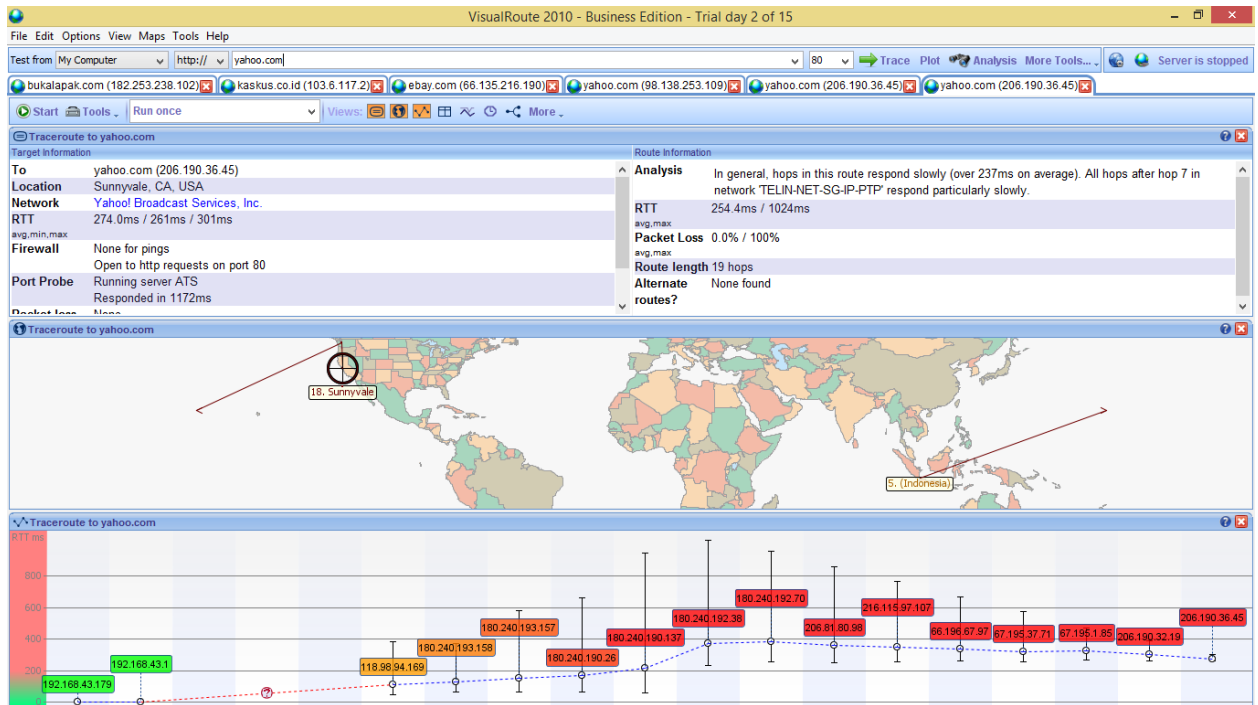 VisualRoute 2010 - Business Edition - Trial day 2 of 15
File Edit Options View Maps Tools Help
Test from My Computer http:// yahoo.com 80 Trace Plot Analysis More Tools... Server is stopped
bukalapak.com (182.253.238.102) kaskus.co.id (103.6.117.2) ebay.com (66.135.216.190) yahoo.com (98.138.253.109) yahoo.com (206.190.36.45) yahoo.com (206.190.36.45)
Start Tools Run once Views: More
Traceroute to yahoo.com
Target Information
To yahoo.com (206.190.36.45)
Location Sunnyvale, CA, USA
Network Yahoo! Broadcast Services, Inc.
RTT 274.0ms / 261ms / 301ms
avg,min,max
Firewall None for pings
Open to http requests on port 80
Port Probe Running server ATS
Responded in 1172ms
Packet loss None
Route Information
Analysis In general, hops in this route respond slowly (over 237ms on average). All hops after hop 7 in
network 'TELIN-NET-SG-IP-PTP' respond particularly slowly.
RTT 254.4ms / 1024ms
avg,max
Packet Loss 0.0% / 100%
avg,max
Route length 19 hops
Alternate None found
routes?
Traceroute to yahoo.com
18. Sunnyvale
5. (Indonesia)
Traceroute to yahoo.com
RTT ms
800
600
400
200
0
192.168.43.179
192.168.43.1
?
118.98.94.169
180.240.193.158
180.240.193.157
180.240.190.26
180.240.190.137
180.240.192.38
180.240.192.70
206.81.80.98
216.115.97.107
66.196.67.97
67.195.37.71
67.195.1.85
206.190.32.19
206.190.36.45